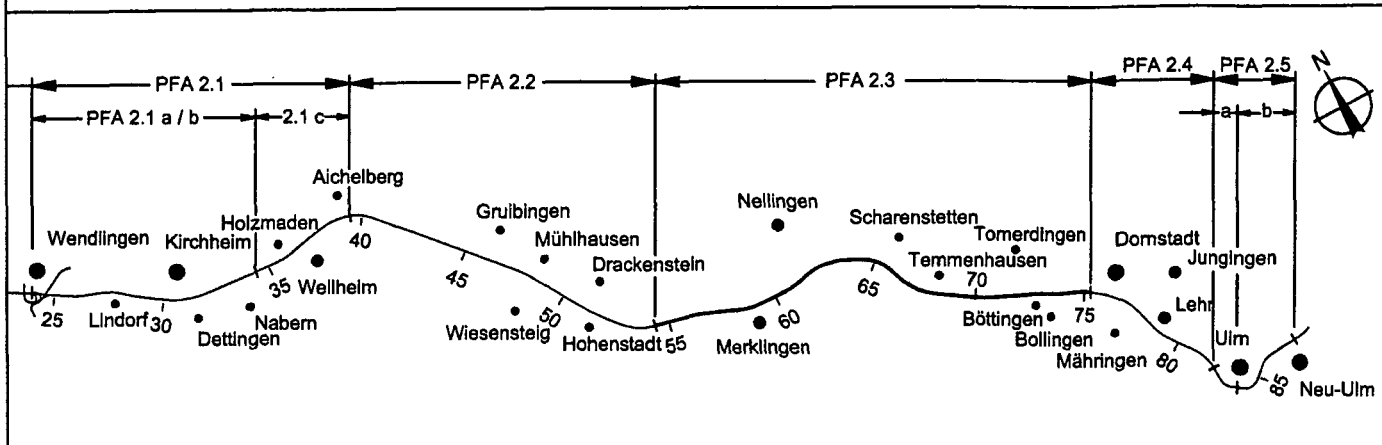 PFA 2.1
PFA 2.2
PFA 2.3
PFA 2.4
PFA 2.5
N
PFA 2.1 a / b
2.1 c
a
b
Aichelberg
Holzmaden
Wendlingen
Kirchheim
Weilheim
Lindorf
Dettingen
Nabern
25
30
35
40
Gruibingen
Mühlhausen
Drackenstein
Wiesensteig
Hohenstadt
45
50
55
Nellingen
Merklingen
60
Scharenstetten
Temmenhausen
Tomerdingen
65
70
75
Böttingen
Bollingen
Mähringen
Dornstadt
Jungingen
Lehr
80
Ulm
85
Neu-Ulm